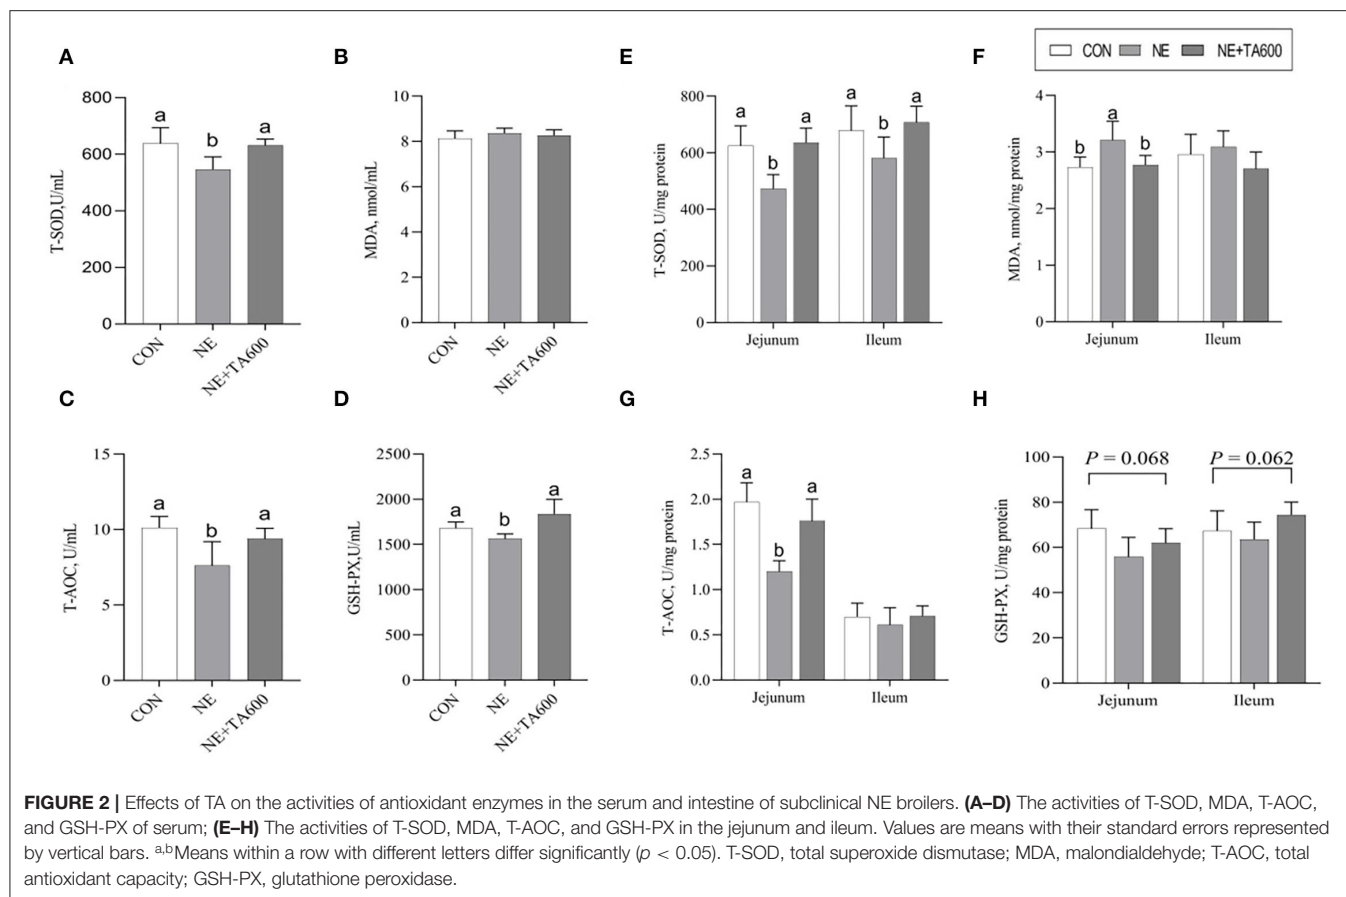 A
B
E
F
CON NE NE+TA600
T-SOD,U/mL
800
600
400
200
0
a
b
a
CON
NE
NE+TA600
MDA, nmol/mL
10
8
6
4
2
0
CON
NE
NE+TA600
T-SOD, U/mg protein
800
600
400
200
0
a
b
a
a
b
a
Jejunum
Ileum
MDA, nmol/mg protein
4
3
2
1
0
b
a
b
Jejunum
Ileum
C
D
G
H
T-AOC, U/mL
15
10
5
0
a
b
a
CON
NE
NE+TA600
GSH-PX,U/mL
2500
2000
1500
1000
500
0
a
b
a
CON
NE
NE+TA600
T-AOC, U/mg protein
2.5
2.0
1.5
1.0
0.5
0.0
a
b
a
Jejunum
Ileum
GSH-PX, U/mg protein
100
80
60
40
20
0
P = 0.068
P = 0.062
Jejunum
Ileum
FIGURE 2 | Effects of TA on the activities of antioxidant enzymes in the serum and intestine of subclinical NE broilers. (A–D) The activities of T-SOD, MDA, T-AOC,
and GSH-PX of serum; (E–H) The activities of T-SOD, MDA, T-AOC, and GSH-PX in the jejunum and ileum. Values are means with their standard errors represented
by vertical bars. a,bMeans within a row with different letters differ significantly (p < 0.05). T-SOD, total superoxide dismutase; MDA, malondialdehyde; T-AOC, total
antioxidant capacity; GSH-PX, glutathione peroxidase.